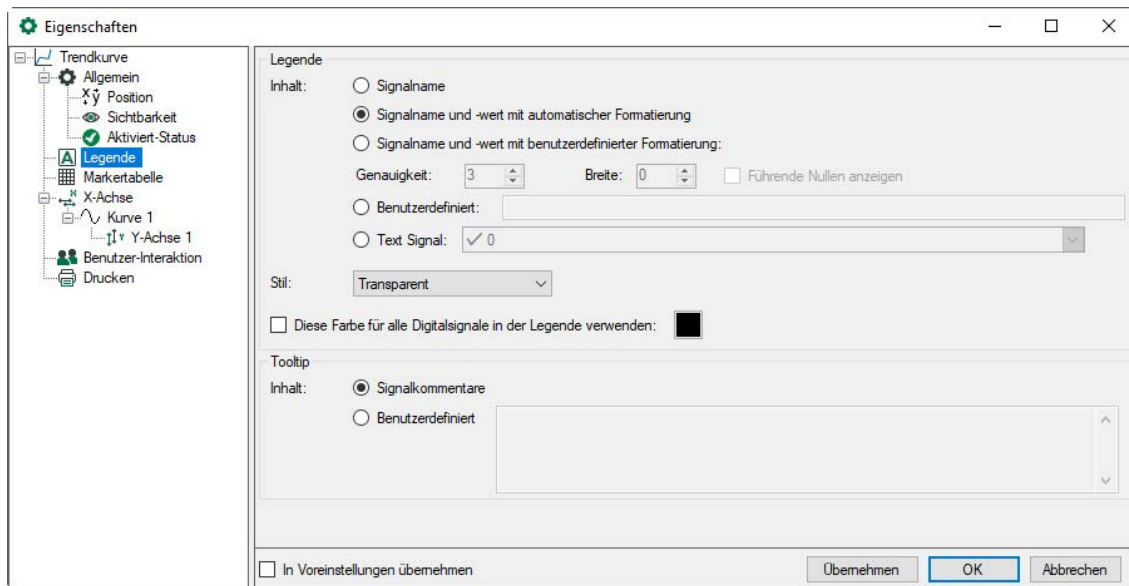 Eigenschaften
Trendkurve
Allgemein
Position
Sichtbarkeit
Aktiviert-Status
Legende
Markertabelle
X-Achse
Kurve 1
Y-Achse 1
Benutzer-Interaktion
Drucken
Legende
Inhalt: Signalname
Signalname und -wert mit automatischer Formatierung
Signalname und -wert mit benutzerdefinierter Formatierung:
Genauigkeit: 3 Breite: 0 Führende Nullen anzeigen
Benutzerdefiniert:
Text Signal: 0
Stil: Transparent
Diese Farbe für alle Digitalsignale in der Legende verwenden:
Tooltip
Inhalt: Signalkommentare
Benutzerdefiniert
In Voreinstellungen übernehmen Übernehmen OK Abbrechen